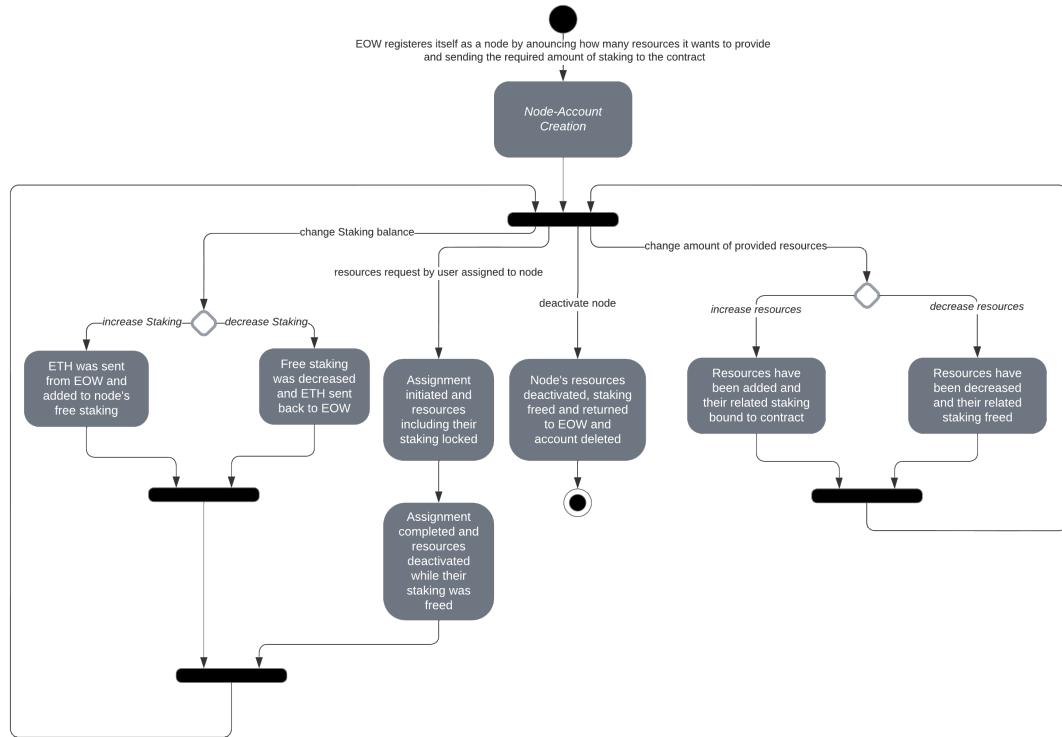 EOW registeres itself as a node by anouncing how many resources it wants to provide
and sending the required amount of staking to the contract
Node-Account
Creation
change Staking balance
change amount of provided resources
resources request by user assigned to node
deactivate node
increase resources
decrease resources
increase Staking
decrease Staking
ETH was sent
from EOW and
added to node's
free staking
Free staking
was decreased
and ETH sent
back to EOW
Assignment
initiated and
resources
including their
staking locked
Node's resources
deactivated, staking
freed and returned
to EOW and
account deleted
Resources have
been added and
their related staking
bound to contract
Resources have
been decreased
and their related
staking freed
Assignment
completed and
resources
deactivated
while their
staking was
freed